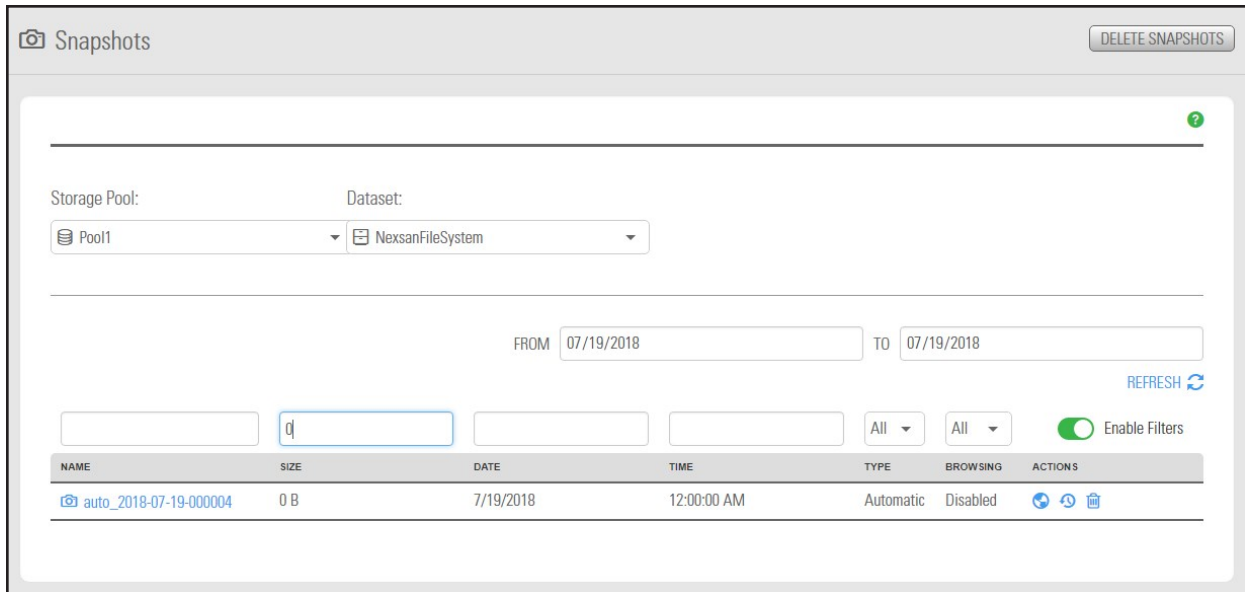 Snapshots DELETE SNAPSHOTS
?
Storage Pool: Dataset:
Pool1 NexsanFileSystem
FROM 07/19/2018 TO 07/19/2018
REFRESH
0 All All Enable Filters
NAME SIZE DATE TIME TYPE BROWSING ACTIONS
auto_2018-07-19-000004 0 B 7/19/2018 12:00:00 AM Automatic Disabled